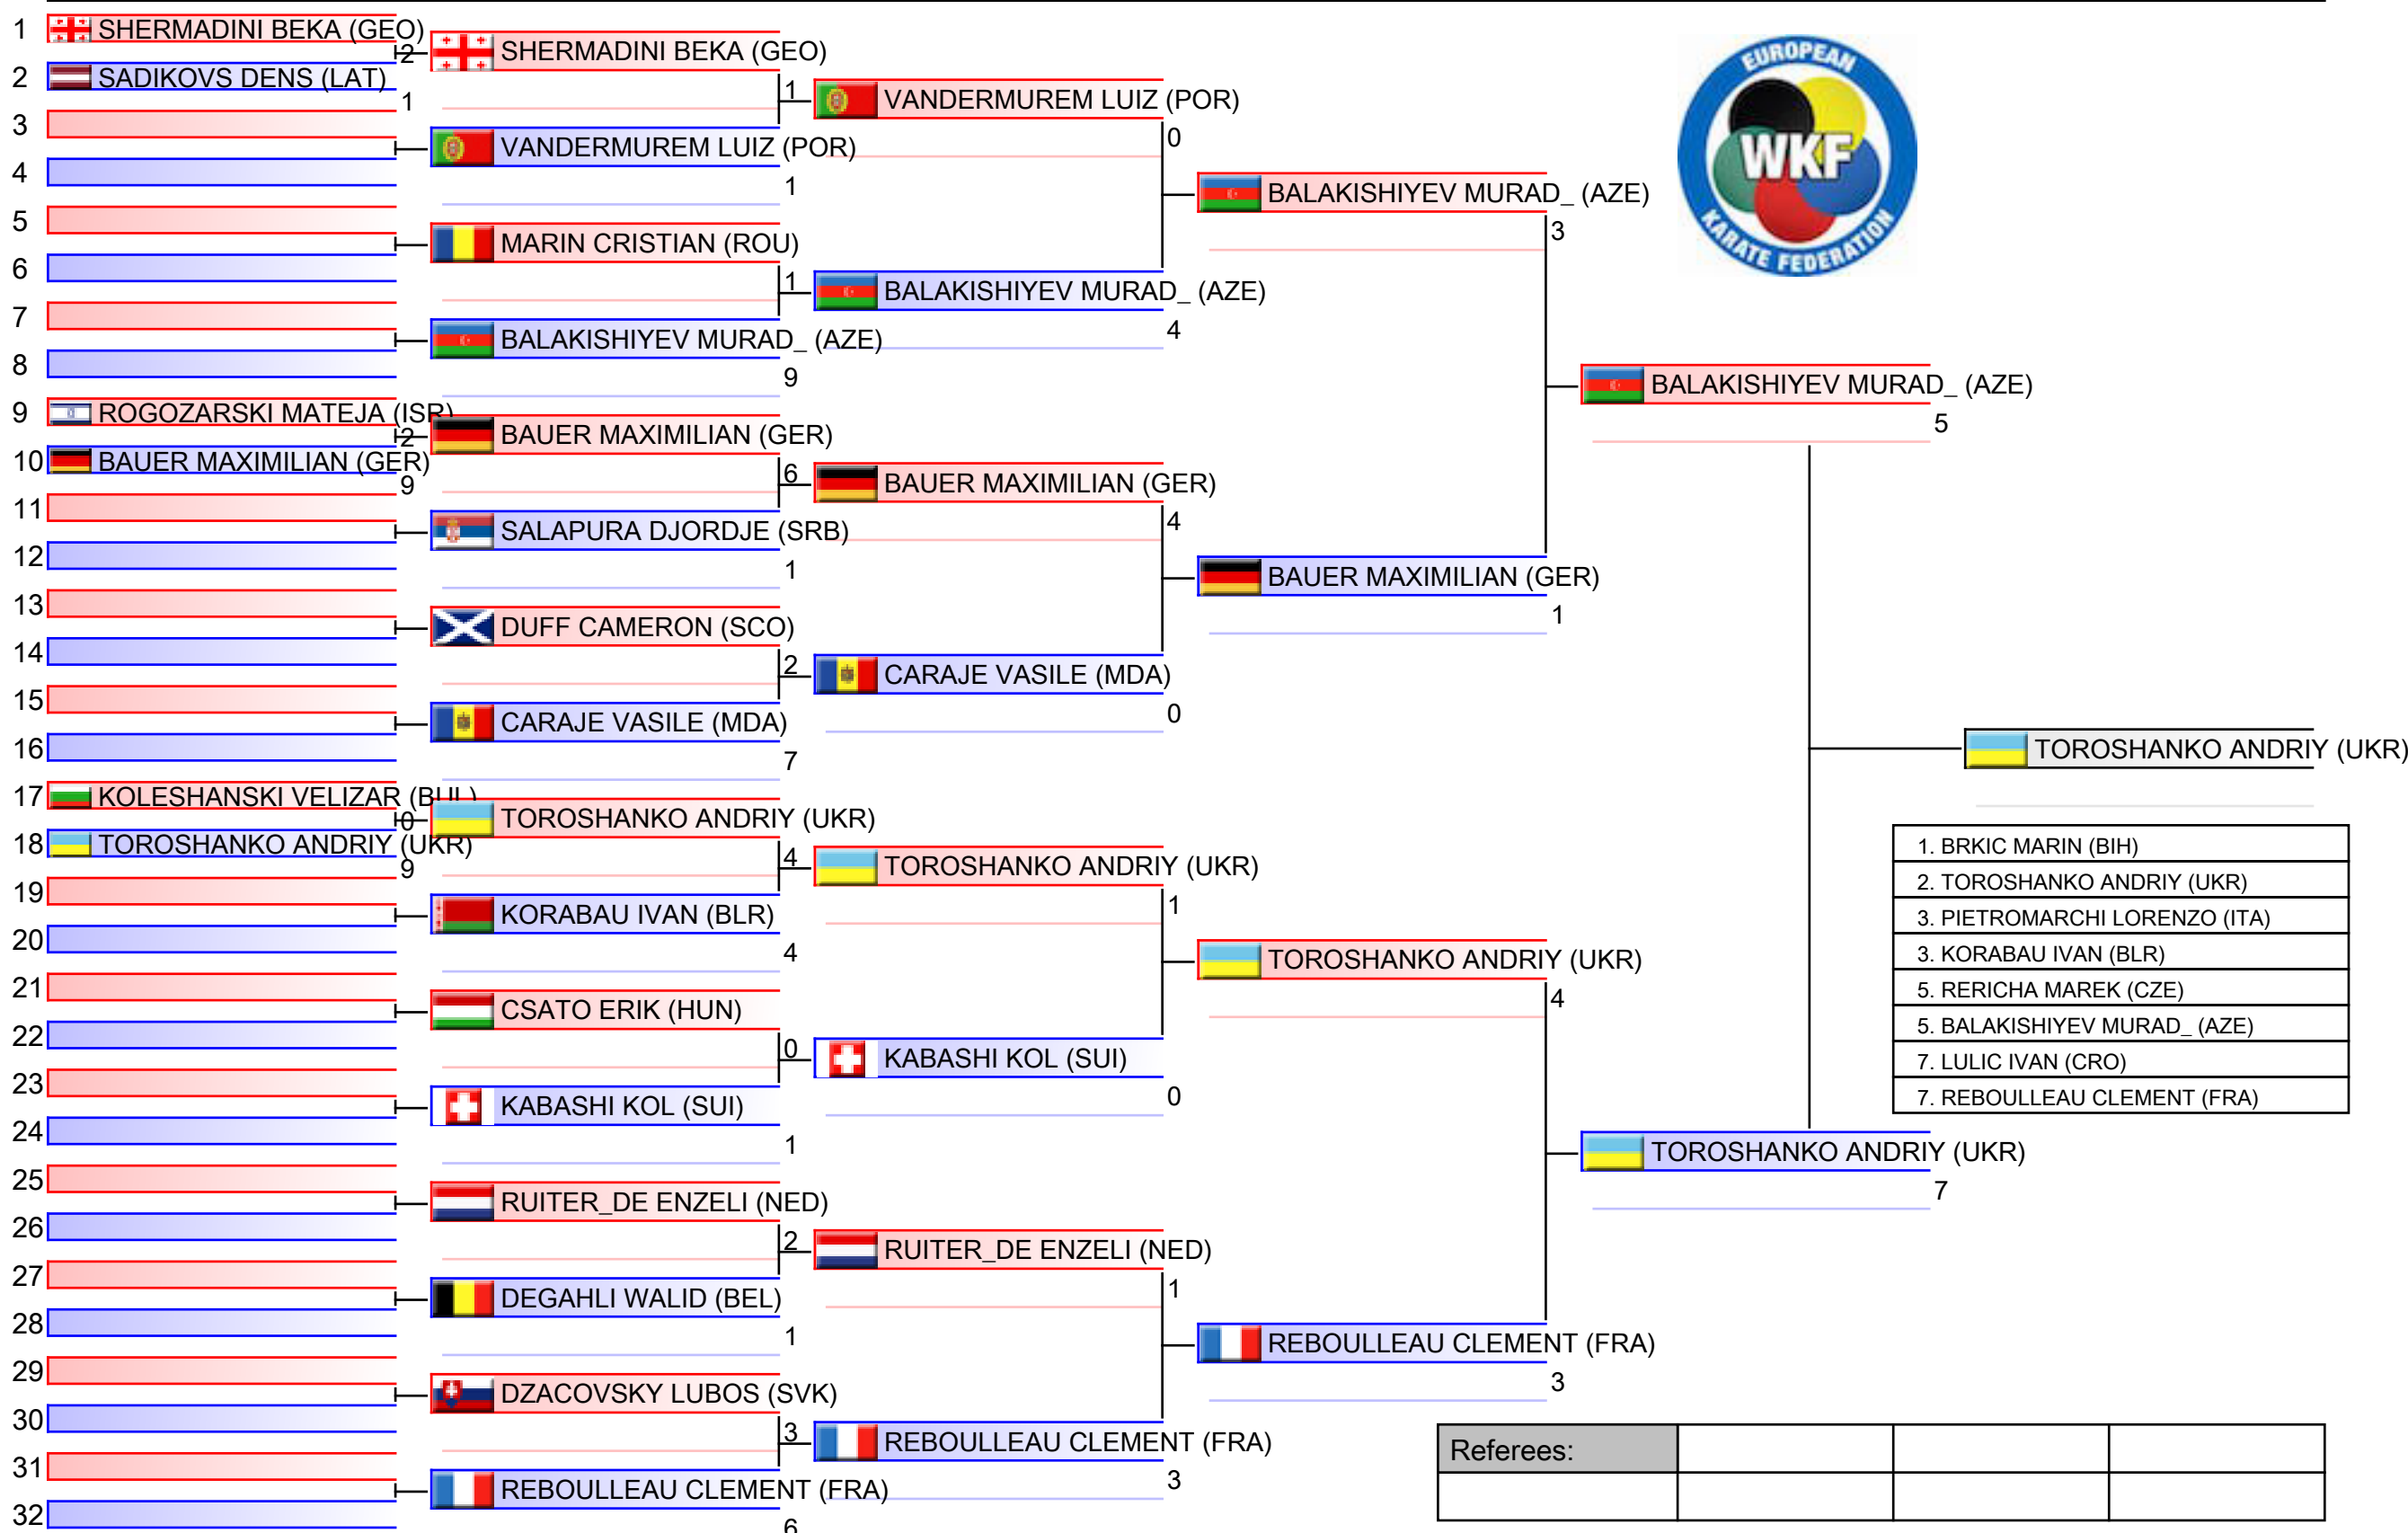 1 SHERMADINI BEKA (GEO)
2
2 SADIKOVS DENS (LAT)
1
3
4
5
6
7
8
9 ROGOZARSKI MATEJA (ISR)
2
10 BAUER MAXIMILIAN (GER)
9
11
12
13
14
15
16
17 KOLESHANSKI VELIZAR (BUL)
0
18 TOROSHANKO ANDRIY (UKR)
9
19
20
21
22
23
24
25
26
27
28
29
30
31
32
SHERMADINI BEKA (GEO)
1
VANDERMUREM LUIZ (POR)
1
MARIN CRISTIAN (ROU)
1
BALAKISHIYEV MURAD_ (AZE)
9
BAUER MAXIMILIAN (GER)
6
SALAPURA DJORDJE (SRB)
1
DUFF CAMERON (SCO)
2
CARAJE VASILE (MDA)
7
TOROSHANKO ANDRIY (UKR)
4
KORABAU IVAN (BLR)
4
CSATO ERIK (HUN)
0
KABASHI KOL (SUI)
1
RUITER_DE ENZELI (NED)
2
DEGAHLI WALID (BEL)
1
DZACOVSKY LUBOS (SVK)
3
REBOULLEAU CLEMENT (FRA)
6
VANDERMUREM LUIZ (POR)
0
BALAKISHIYEV MURAD_ (AZE)
4
BAUER MAXIMILIAN (GER)
4
CARAJE VASILE (MDA)
0
TOROSHANKO ANDRIY (UKR)
1
KABASHI KOL (SUI)
0
RUITER_DE ENZELI (NED)
1
REBOULLEAU CLEMENT (FRA)
3
BALAKISHIYEV MURAD_ (AZE)
3
BAUER MAXIMILIAN (GER)
1
TOROSHANKO ANDRIY (UKR)
4
REBOULLEAU CLEMENT (FRA)
3
BALAKISHIYEV MURAD_ (AZE)
5
TOROSHANKO ANDRIY (UKR)
7
TOROSHANKO ANDRIY (UKR)
EUROPEAN
WKF
KARATE FEDERATION
1. BRKIC MARIN (BIH)
2. TOROSHANKO ANDRIY (UKR)
3. PIETROMARCHI LORENZO (ITA)
3. KORABAU IVAN (BLR)
5. RERICHA MAREK (CZE)
5. BALAKISHIYEV MURAD_ (AZE)
7. LULIC IVAN (CRO)
7. REBOULLEAU CLEMENT (FRA)
Referees: